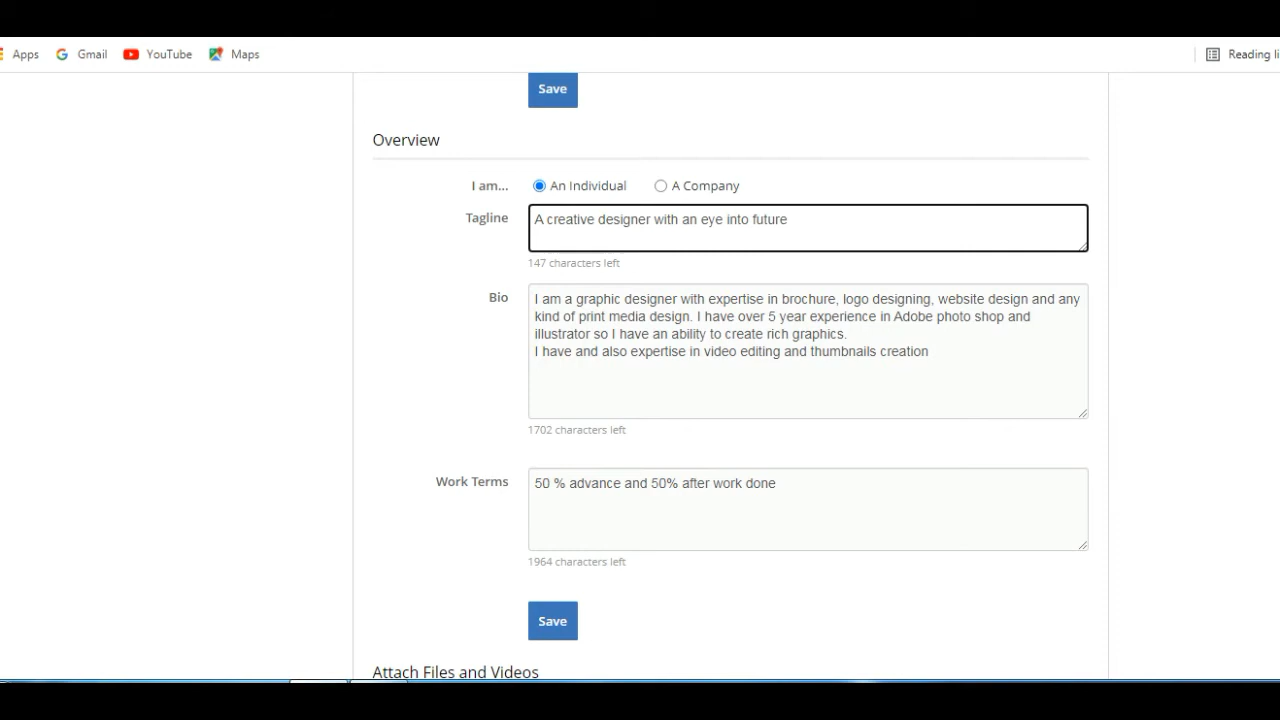 Apps Gmail YouTube Maps Reading li
Save
Overview
I am... An Individual A Company
Tagline A creative designer with an eye into future
147 characters left
Bio I am a graphic designer with expertise in brochure, logo designing, website design and any
kind of print media design. I have over 5 year experience in Adobe photo shop and
illustrator so I have an ability to create rich graphics.
I have and also expertise in video editing and thumbnails creation
1702 characters left
Work Terms 50 % advance and 50% after work done
1964 characters left
Save
Attach Files and Videos